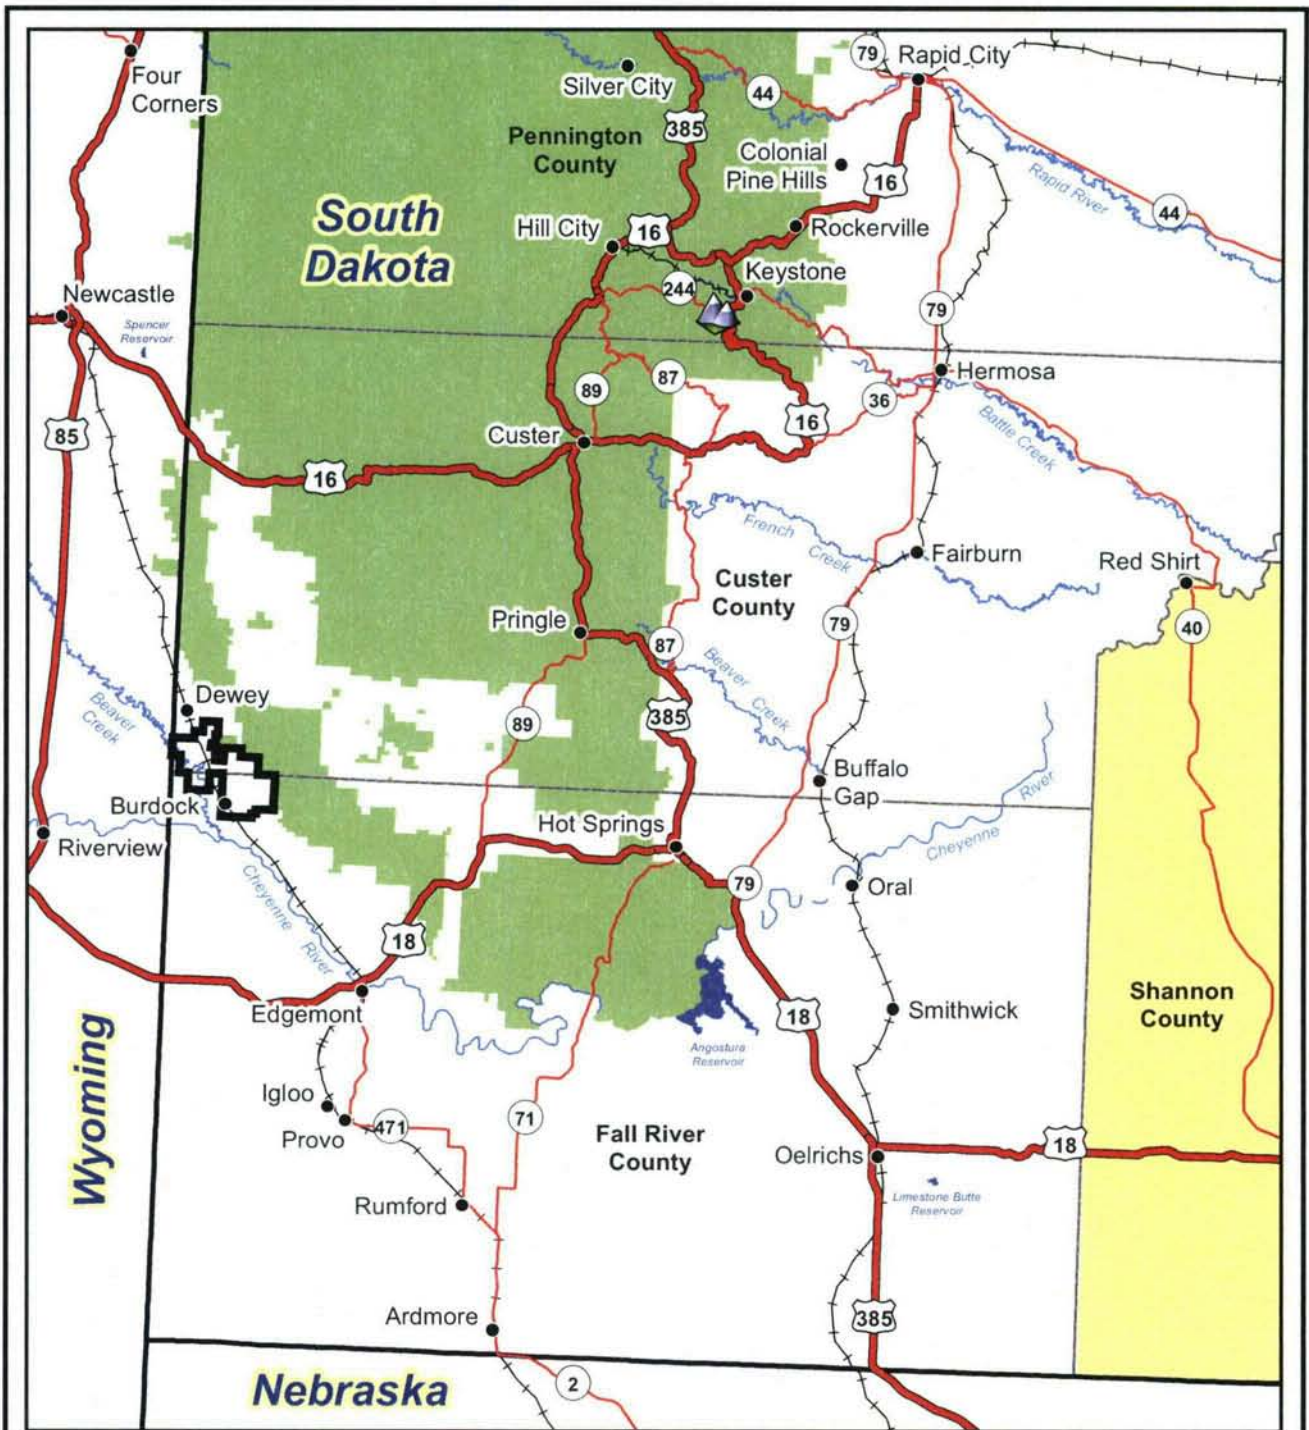 79
Rapid City
Four
Corners
Silver City
44
385
Pennington
County
Colonial
Pine Hills
16
Rapid River
44
South
Dakota
Hill City
16
Rockerville
Keystone
244
Newcastle
Spencer
Reservoir
79
Hermosa
89
87
36
Battle Creek
85
Custer
16
16
French Creek
Fairburn
Red Shirt
Custer
County
Pringle
79
40
87
Beaver
Creek
Dewey
Beaver
Creek
89
385
Buffalo
Gap
River
Burdock
Hot Springs
Riverview
Cheyenne
79
Oral
Cheyenne
River
18
Edgemont
Shannon
County
18
Smithwick
Angostura
Reservoir
Wyoming
Igloo
Provo
471
71
Fall River
County
Oelrichs
18
Rumford
Limestone Butte
Reservoir
Ardmore
385
Nebraska
2